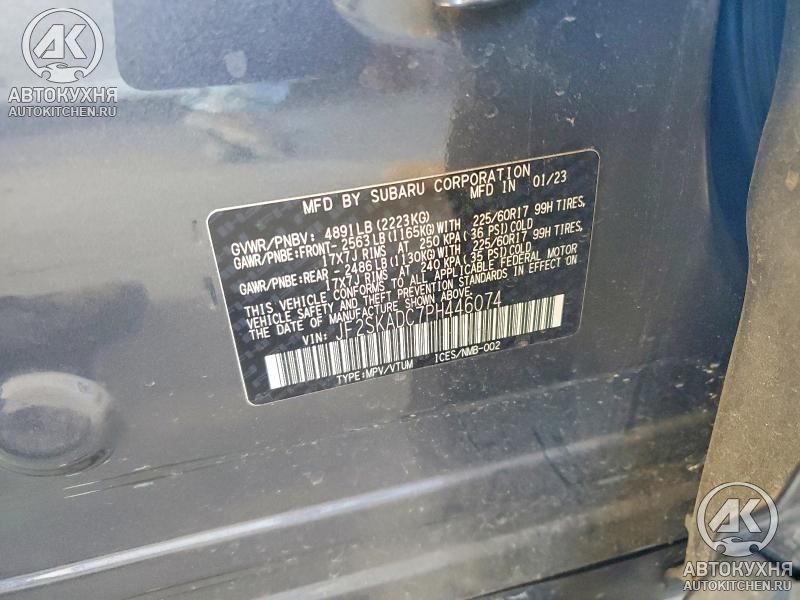 АК
АВТОКУХНЯ
AUTOKITCHEN.RU
MFD BY SUBARU CORPORATION
MFD IN 01/23
GVWR/PNBV: 4891LB(2223KG)
GAWR/PNBE:FRONT-2563LB(1165KG)WITH 225/60R17 99H TIRES,
17x7J RIMS AT 250 KPA(36 PSI)COLD
GAWR/PNBE:REAR -2486LB(1130KG)WITH 225/60R17 99H TIRES,
17x7J RIMS AT 240 KPA(35 PSI)COLD
THIS VEHICLE CONFORMS TO ALL APPLICABLE FEDERAL MOTOR
VEHICLE SAFETY AND THEFT PREVENTION STANDARDS IN EFFECT ON
THE DATE OF MANUFACTURE SHOWN ABOVE.
VIN: JF2SKADC7PH446074
TYPE:MPV/VTUM ICES/NMB-002
АК
АВТОКУХНЯ
AUTOKITCHEN.RU